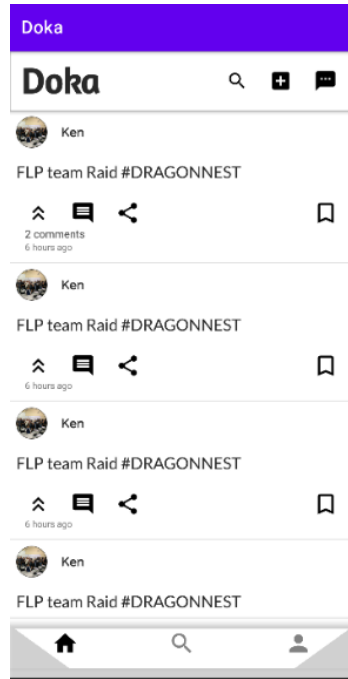 Doka
Doka
Ken
FLP team Raid #DRAGONNEST
2 comments
6 hours ago
Ken
FLP team Raid #DRAGONNEST
6 hours ago
Ken
FLP team Raid #DRAGONNEST
6 hours ago
Ken
FLP team Raid #DRAGONNEST